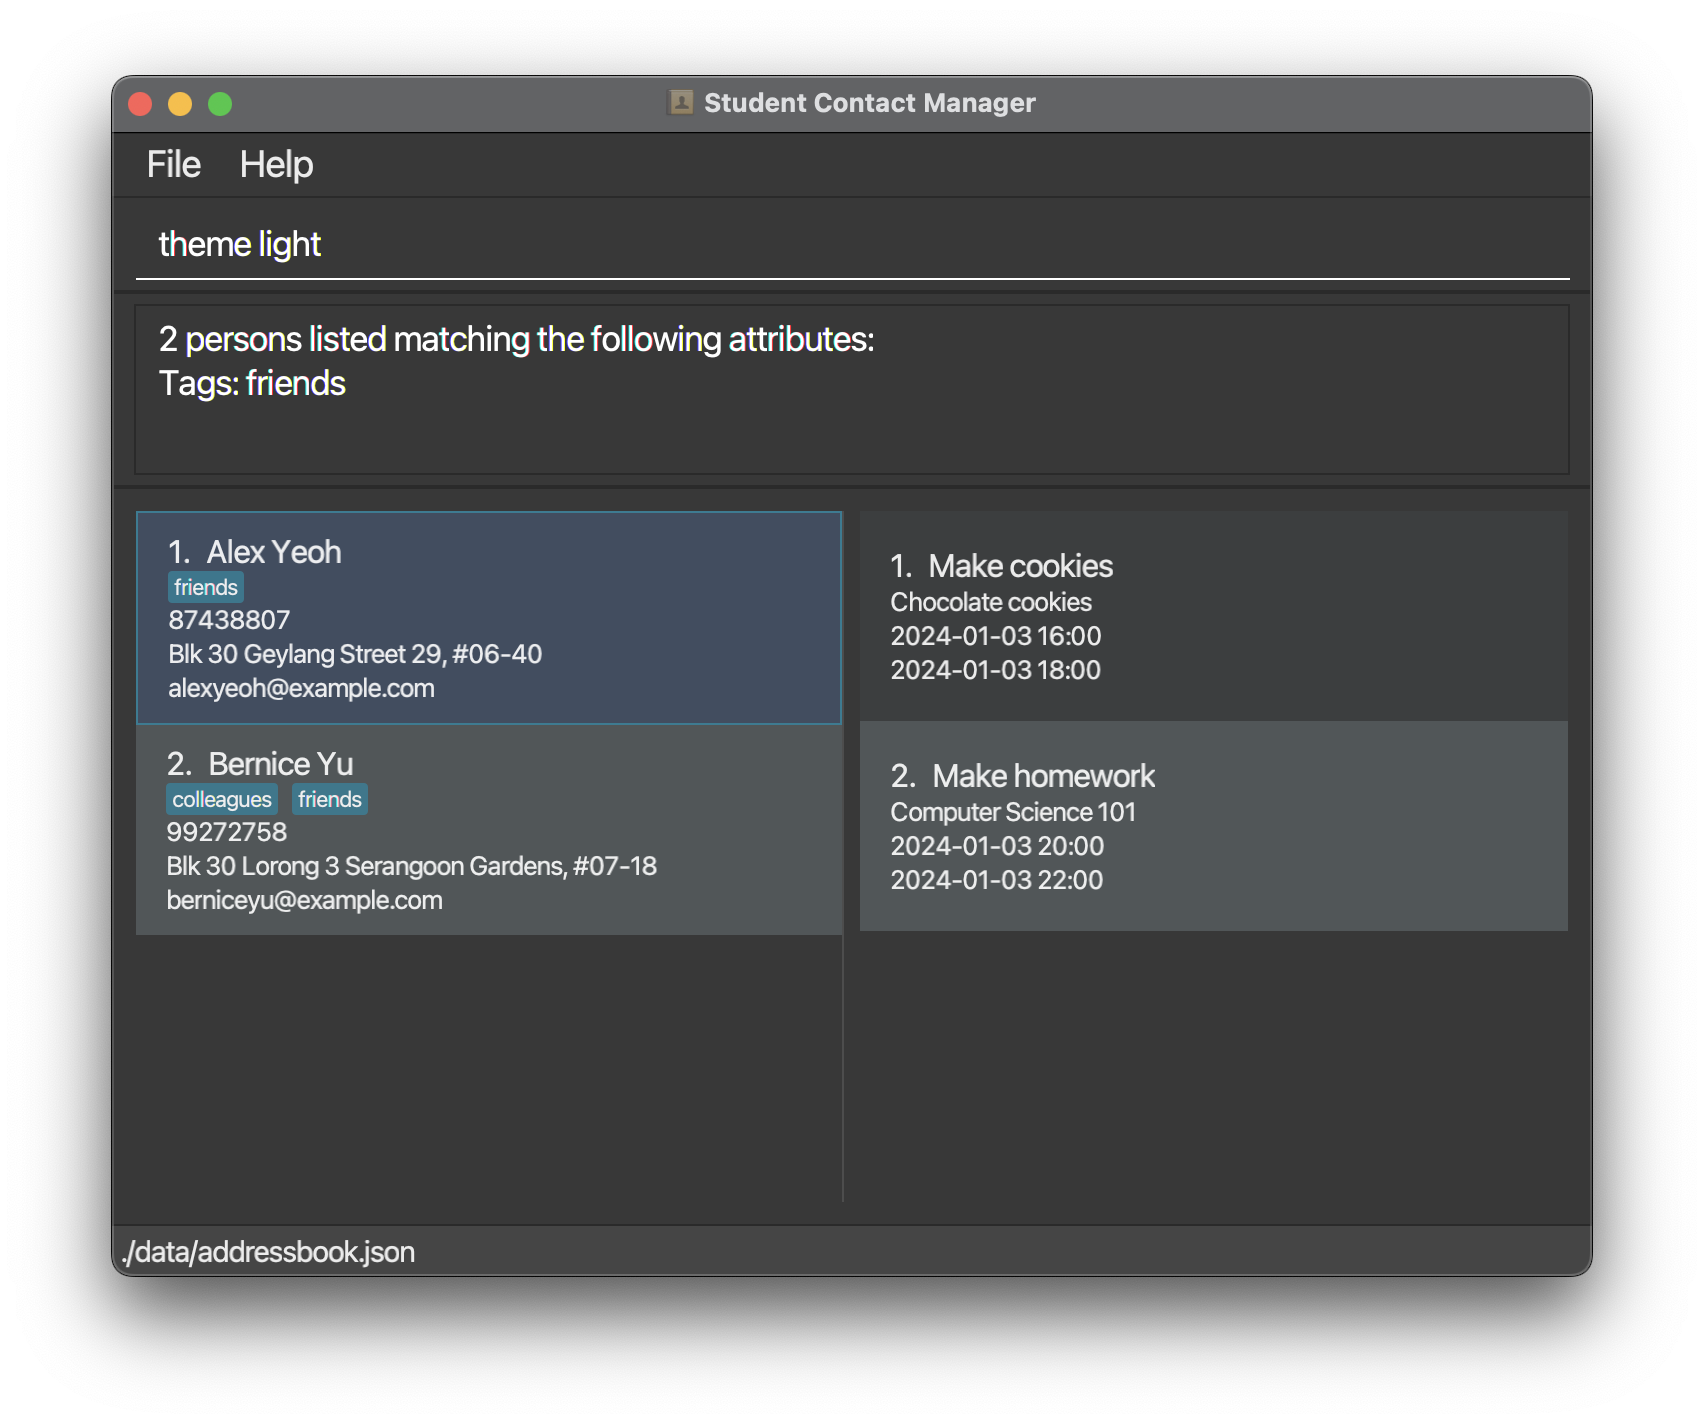 Student Contact Manager
File Help
theme light
2 persons listed matching the following attributes:
Tags: friends
1. Alex Yeoh
friends
87438807
Blk 30 Geylang Street 29, #06-40
alexyeoh@example.com
2. Bernice Yu
colleagues friends
99272758
Blk 30 Lorong 3 Serangoon Gardens, #07-18
berniceyu@example.com
1. Make cookies
Chocolate cookies
2024-01-03 16:00
2024-01-03 18:00
2. Make homework
Computer Science 101
2024-01-03 20:00
2024-01-03 22:00
./data/addressbook.json